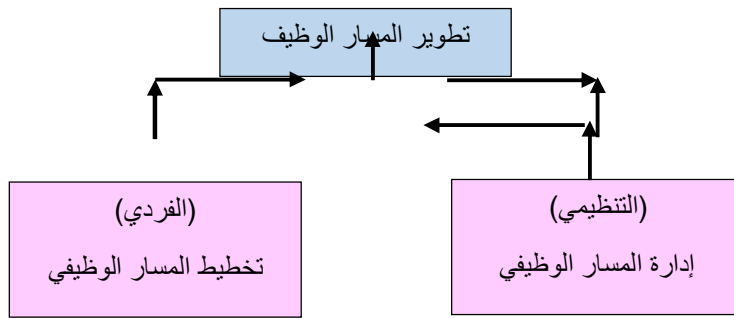 تطوير المسار الوظيف
(الفردي)
تخطيط المسار الوظيفي
(التنظيمي)
إدارة المسار الوظيفي